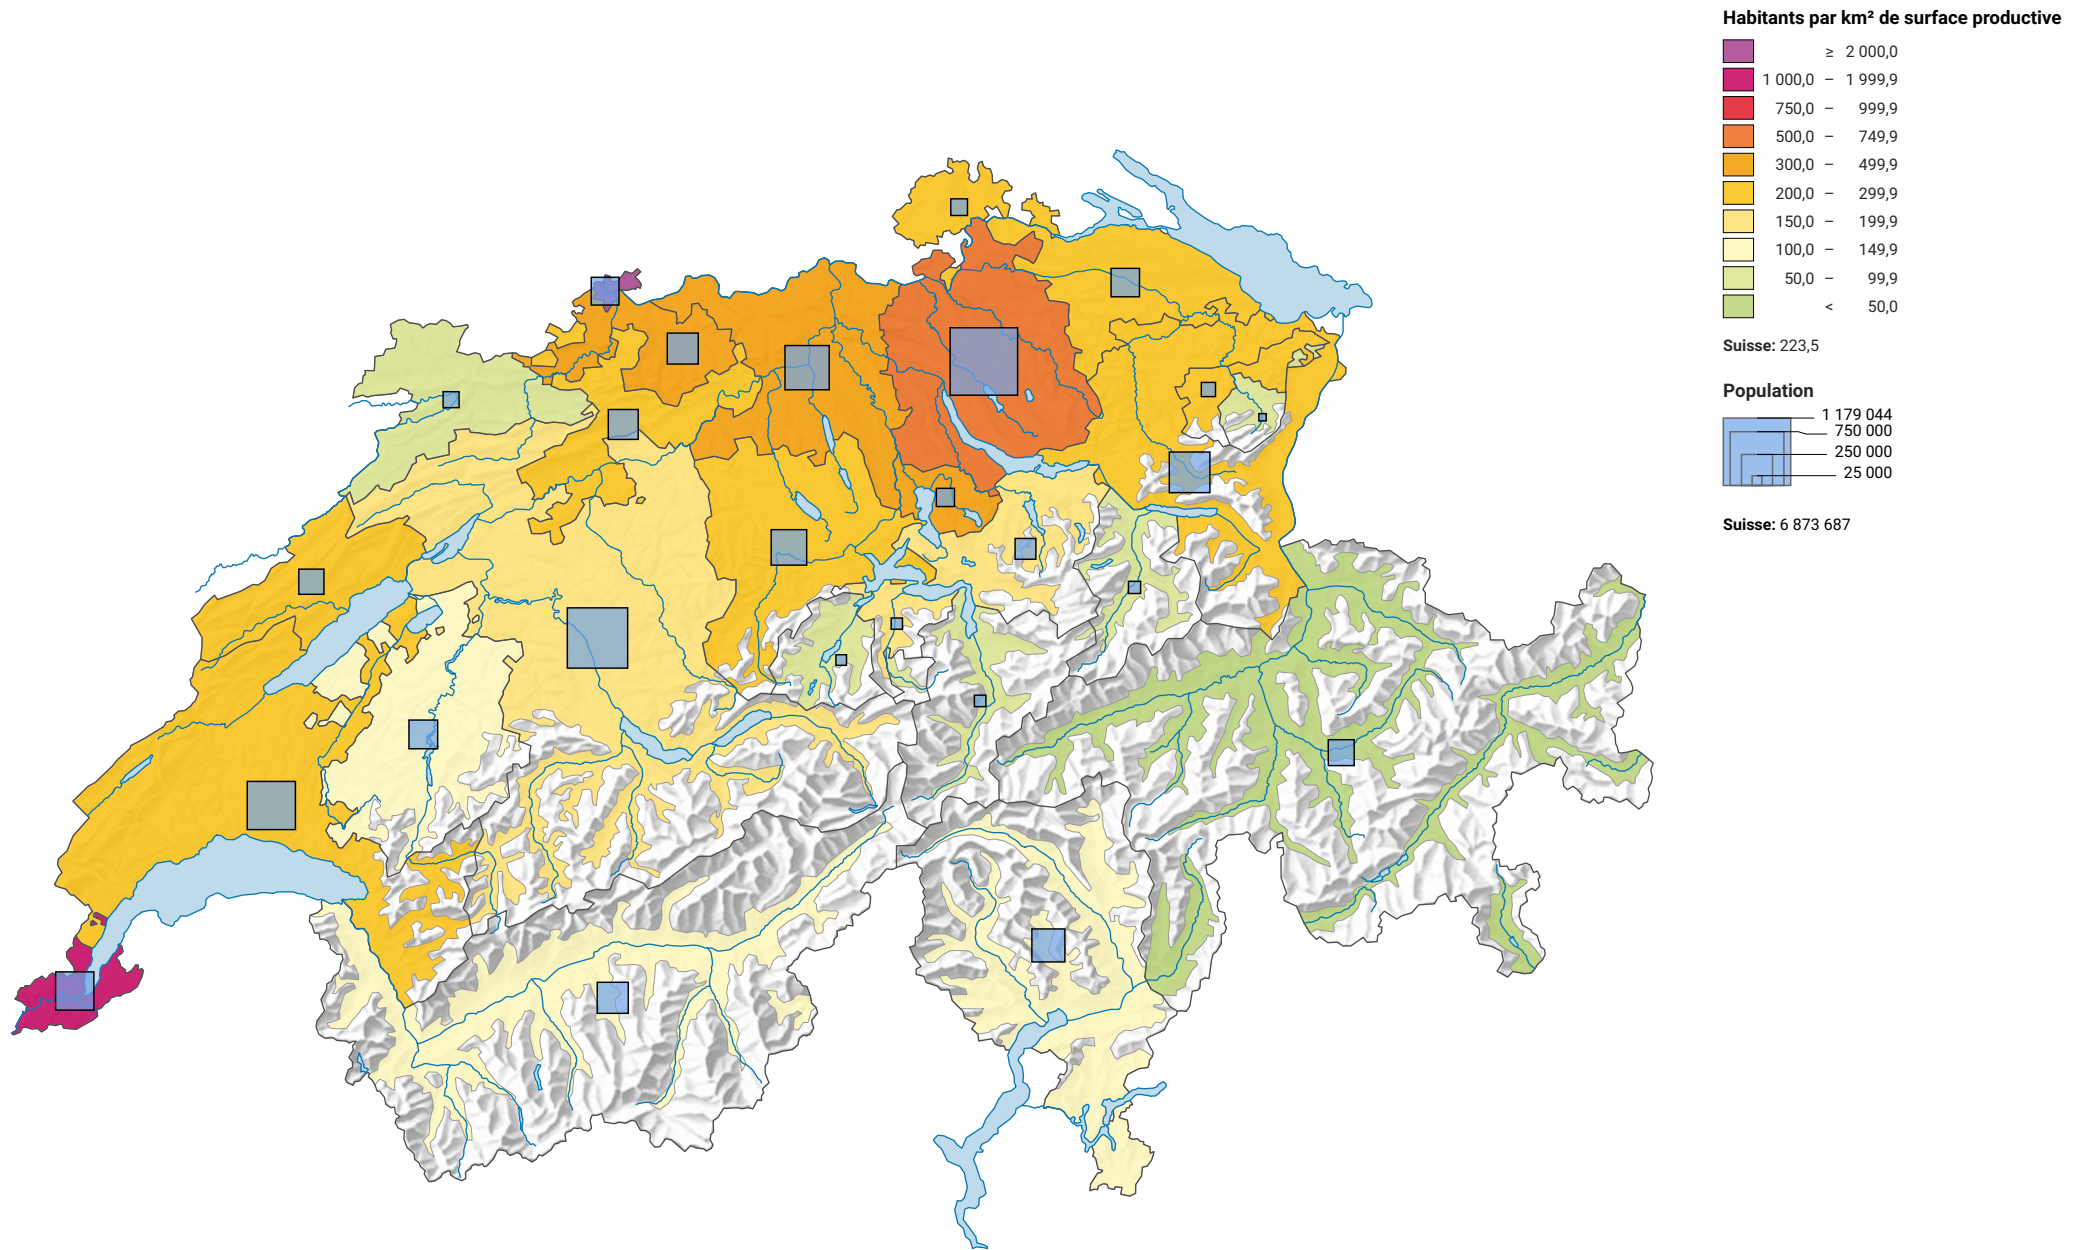 Habitants par km² de surface productive
≥ 2 000,0
1 000,0 – 1 999,9
750,0 – 999,9
500,0 – 749,9
300,0 – 499,9
200,0 – 299,9
150,0 – 199,9
100,0 – 149,9
50,0 – 99,9
< 50,0
Suisse: 223,5
Population
1 179 044
750 000
250 000
25 000
Suisse: 6 873 687